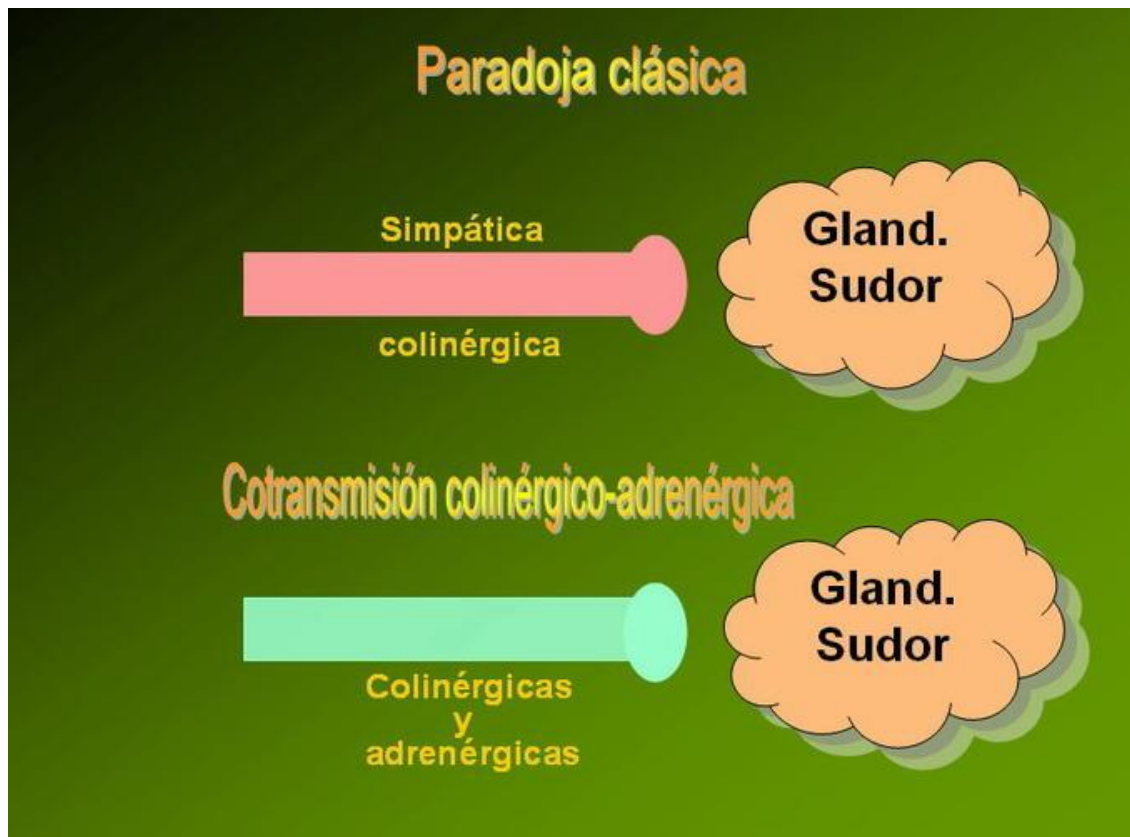 Paradoja clásica
Simpática
colinérgica
Gland.
Sudor
Cotransmisión colinérgico-adrenérgica
Colinérgicas
y
adrenérgicas
Gland.
Sudor